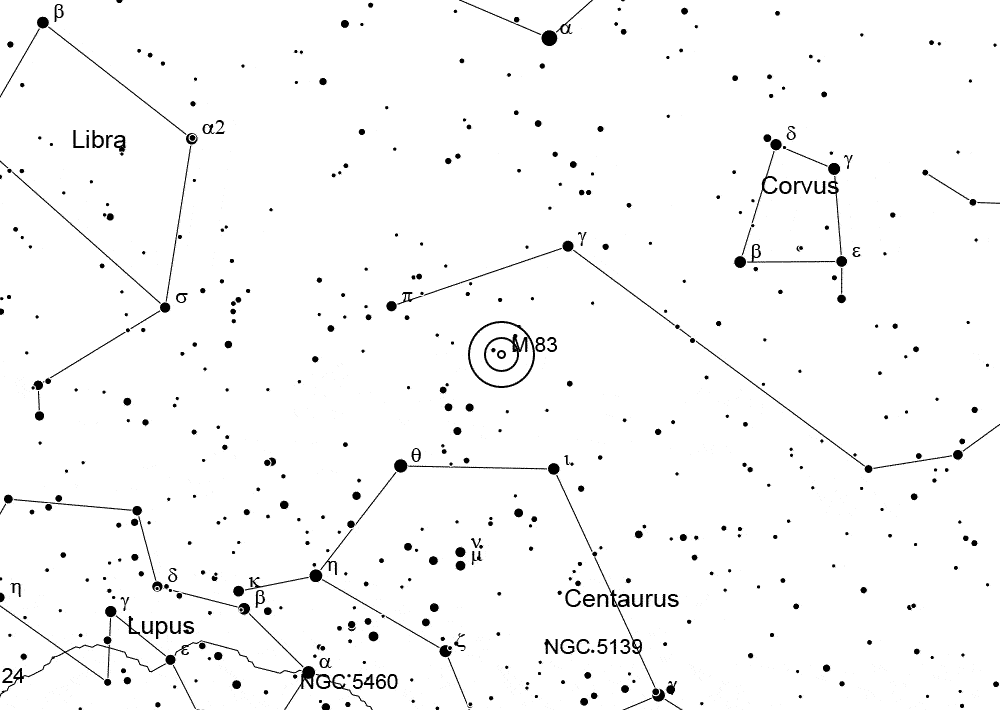 β
α
α2
Libra
δ
γ
Corvus
γ
β
ε
π
σ
M 83
θ
ι
ν
μ
η
δ
κ
η
β
γ
Centaurus
Lupus
ζ
NGC 5139
ε
α
24
NGC 5460
γ